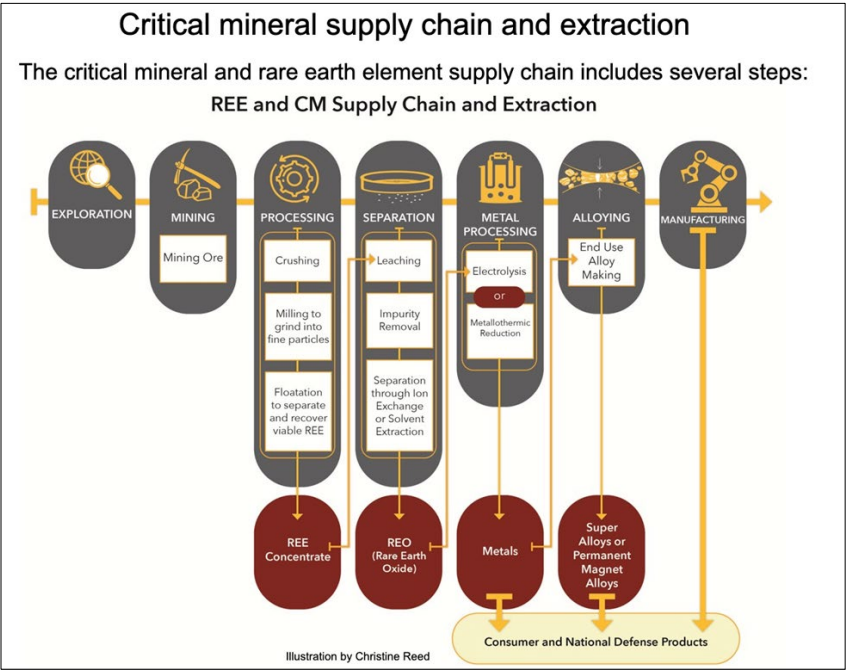 Critical mineral supply chain and extraction
The critical mineral and rare earth element supply chain includes several steps:
REE and CM Supply Chain and Extraction
EXPLORATION
MINING
Mining Ore
PROCESSING
Crushing
Milling to
grind into
fine particles
Floatation
to separate
and recover
viable REE
REE
Concentrate
SEPARATION
Leaching
Impurity
Removal
Separation
through Ion
Exchange
or Solvent
Extraction
REO
(Rare Earth
Oxide)
METAL
PROCESSING
Electrolysis
or
Metallothermic
Reduction
Metals
ALLOYING
End Use
Alloy
Making
Super
Alloys or
Permanent
Magnet
Alloys
MANUFACTURING
Consumer and National Defense Products
Illustration by Christine Reed